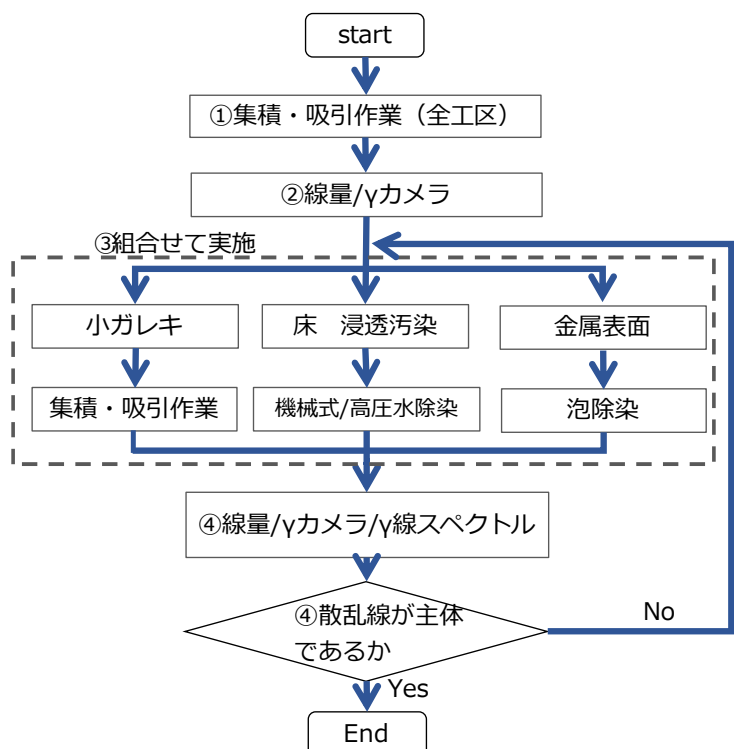 start
①集積・吸引作業（全工区）
②線量/γカメラ
③組合せて実施
小ガレキ
床　浸透汚染
金属表面
集積・吸引作業
機械式/高圧水除染
泡除染
④線量/γカメラ/γ線スペクトル
④散乱線が主体
であるか
No
Yes
End